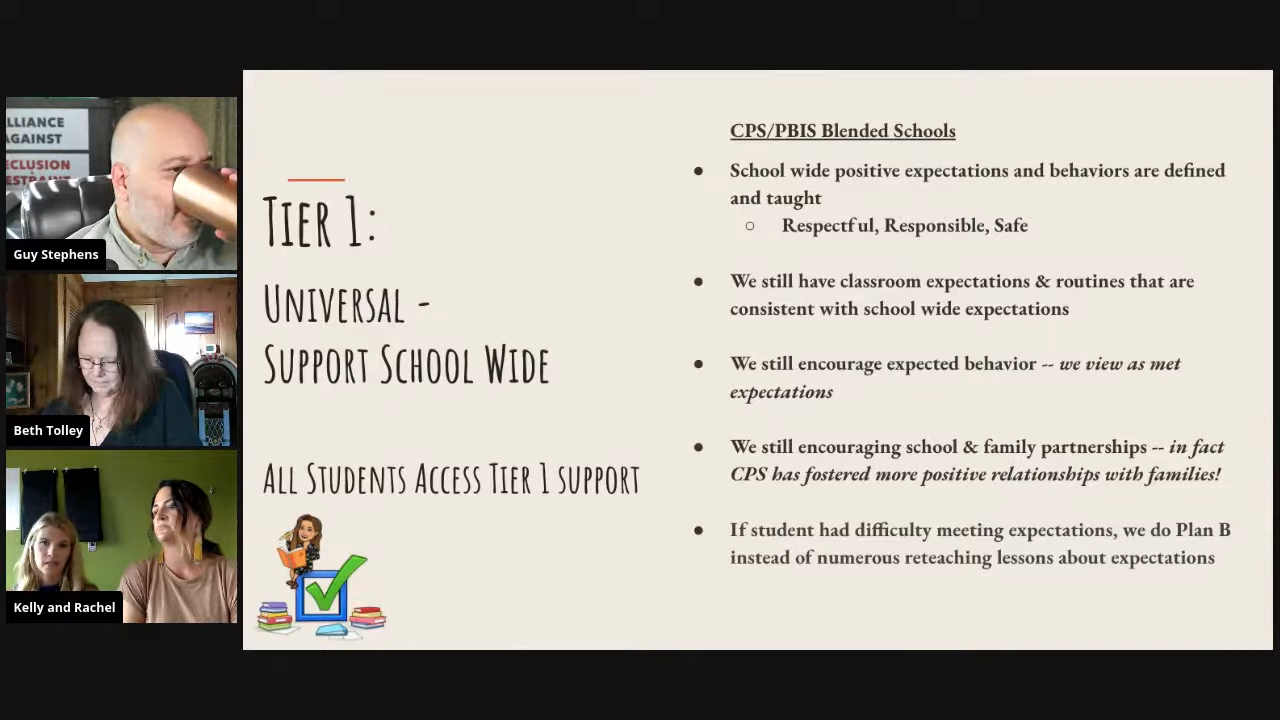 LLIANCE
AGAINST
ECLUSION
ESTRAINT
Guy Stephens
Beth Tolley
Kelly and Rachel
Tier 1:
Universal -
Support School Wide
All Students Access Tier 1 support
CPS/PBIS Blended Schools
● School wide positive expectations and behaviors are defined
and taught
○ Respectful, Responsible, Safe
● We still have classroom expectations & routines that are
consistent with school wide expectations
● We still encourage expected behavior -- we view as met
expectations
● We still encouraging school & family partnerships -- in fact
CPS has fostered more positive relationships with families!
● If student had difficulty meeting expectations, we do Plan B
instead of numerous reteaching lessons about expectations